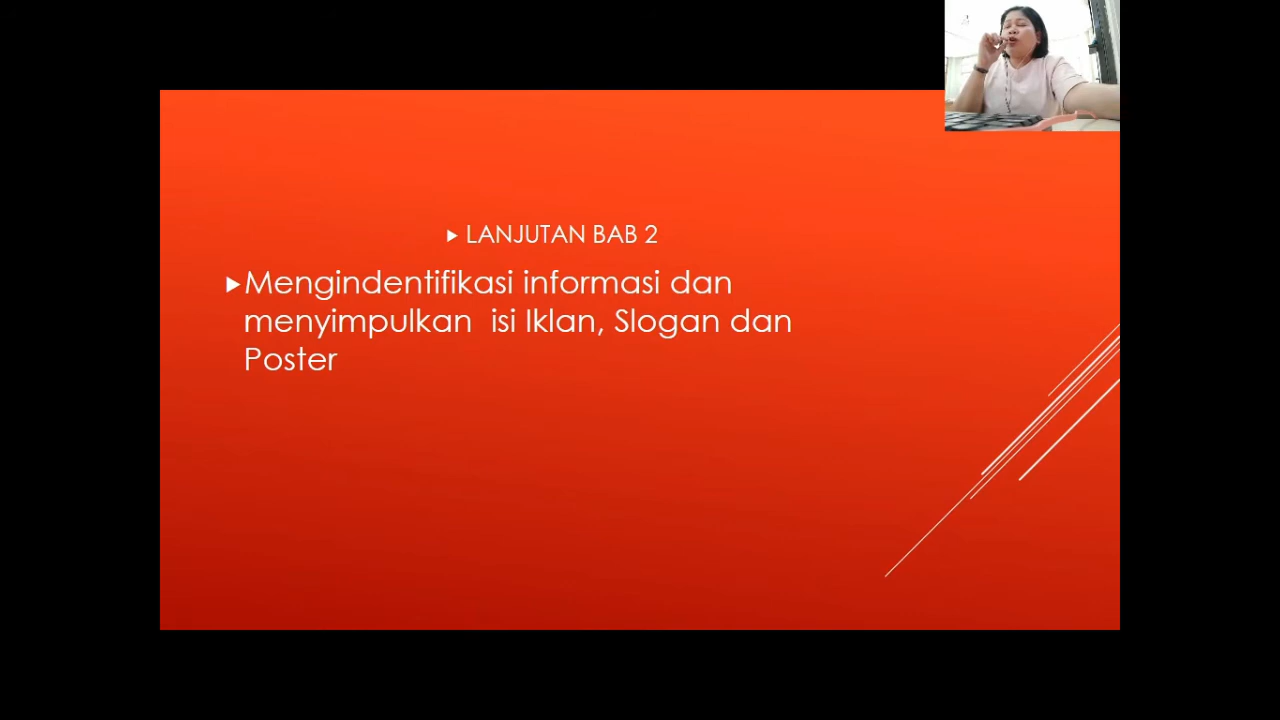 LANJUTAN BAB 2
Mengindentifikasi informasi dan
menyimpulkan isi Iklan, Slogan dan
Poster